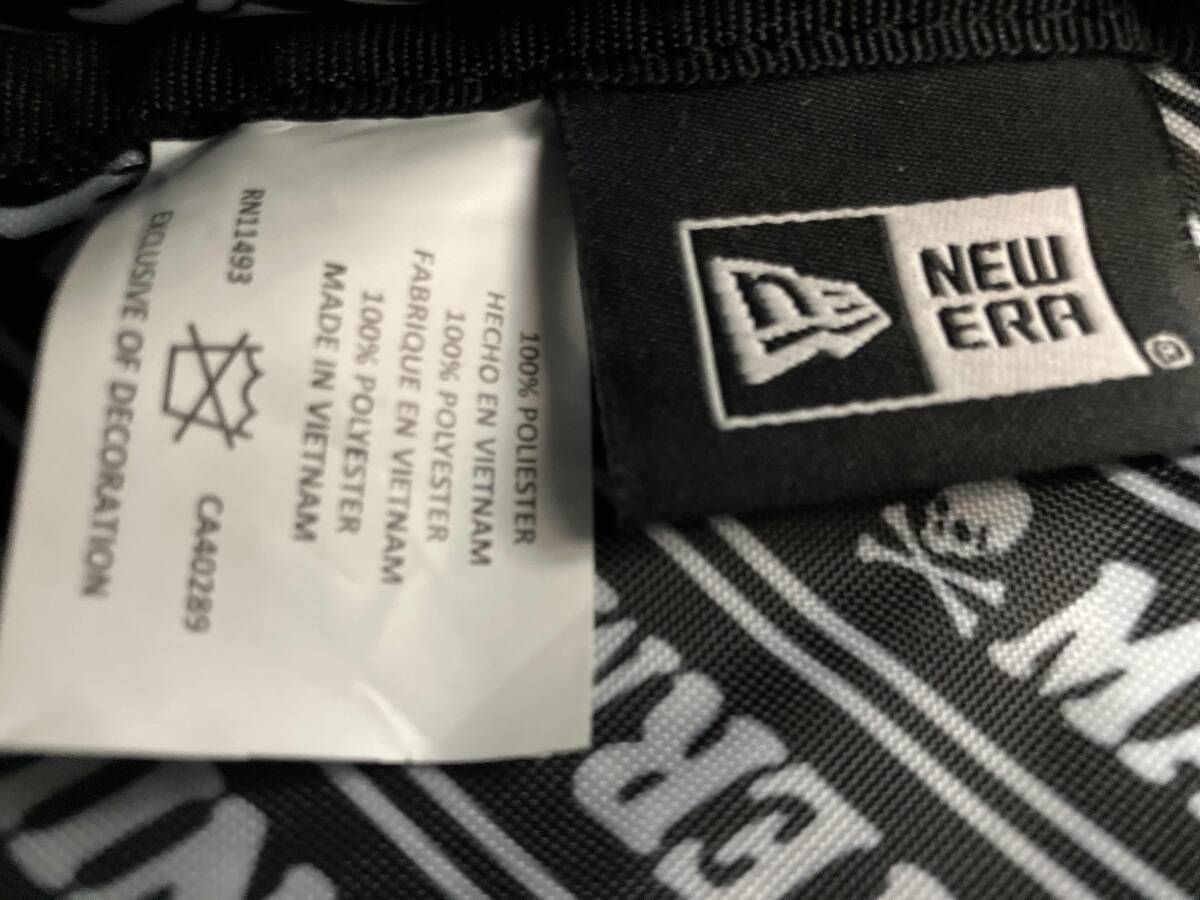 100% POLIESTER
HECHO EN VIETNAM
100% POLYESTER
FABRIQUE EN VIETNAM
100% POLYESTER
MADE IN VIETNAM
RN11493 CA40289
EXCLUSIVE OF DECORATION
NEW
ERA
®